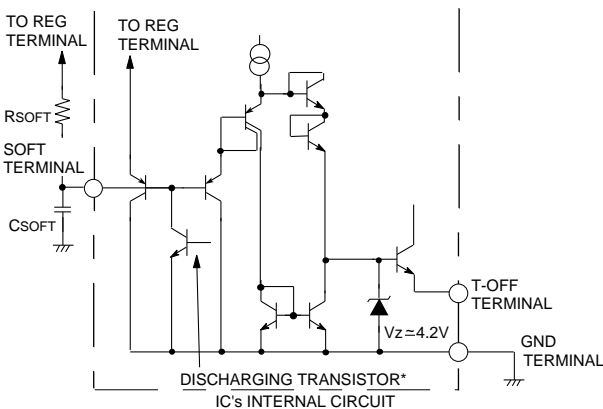 TO REG
TERMINAL
TO REG
TERMINAL
RSOFT
SOFT
TERMINAL
CSOFT
T-OFF
TERMINAL
Vz≃4.2V
GND
TERMINAL
DISCHARGING TRANSISTOR*
IC's INTERNAL CIRCUIT